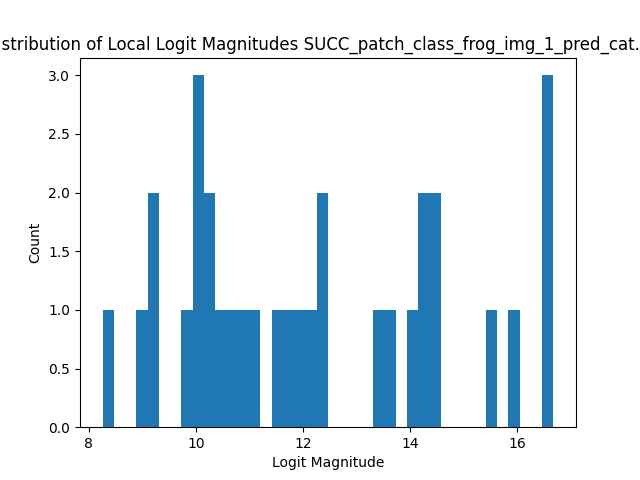 stribution of Local Logit Magnitudes SUCC_patch_class_frog_img_1_pred_cat.
3.0
2.5
2.0
1.5
1.0
0.5
0.0
Count
8 10 12 14 16
Logit Magnitude